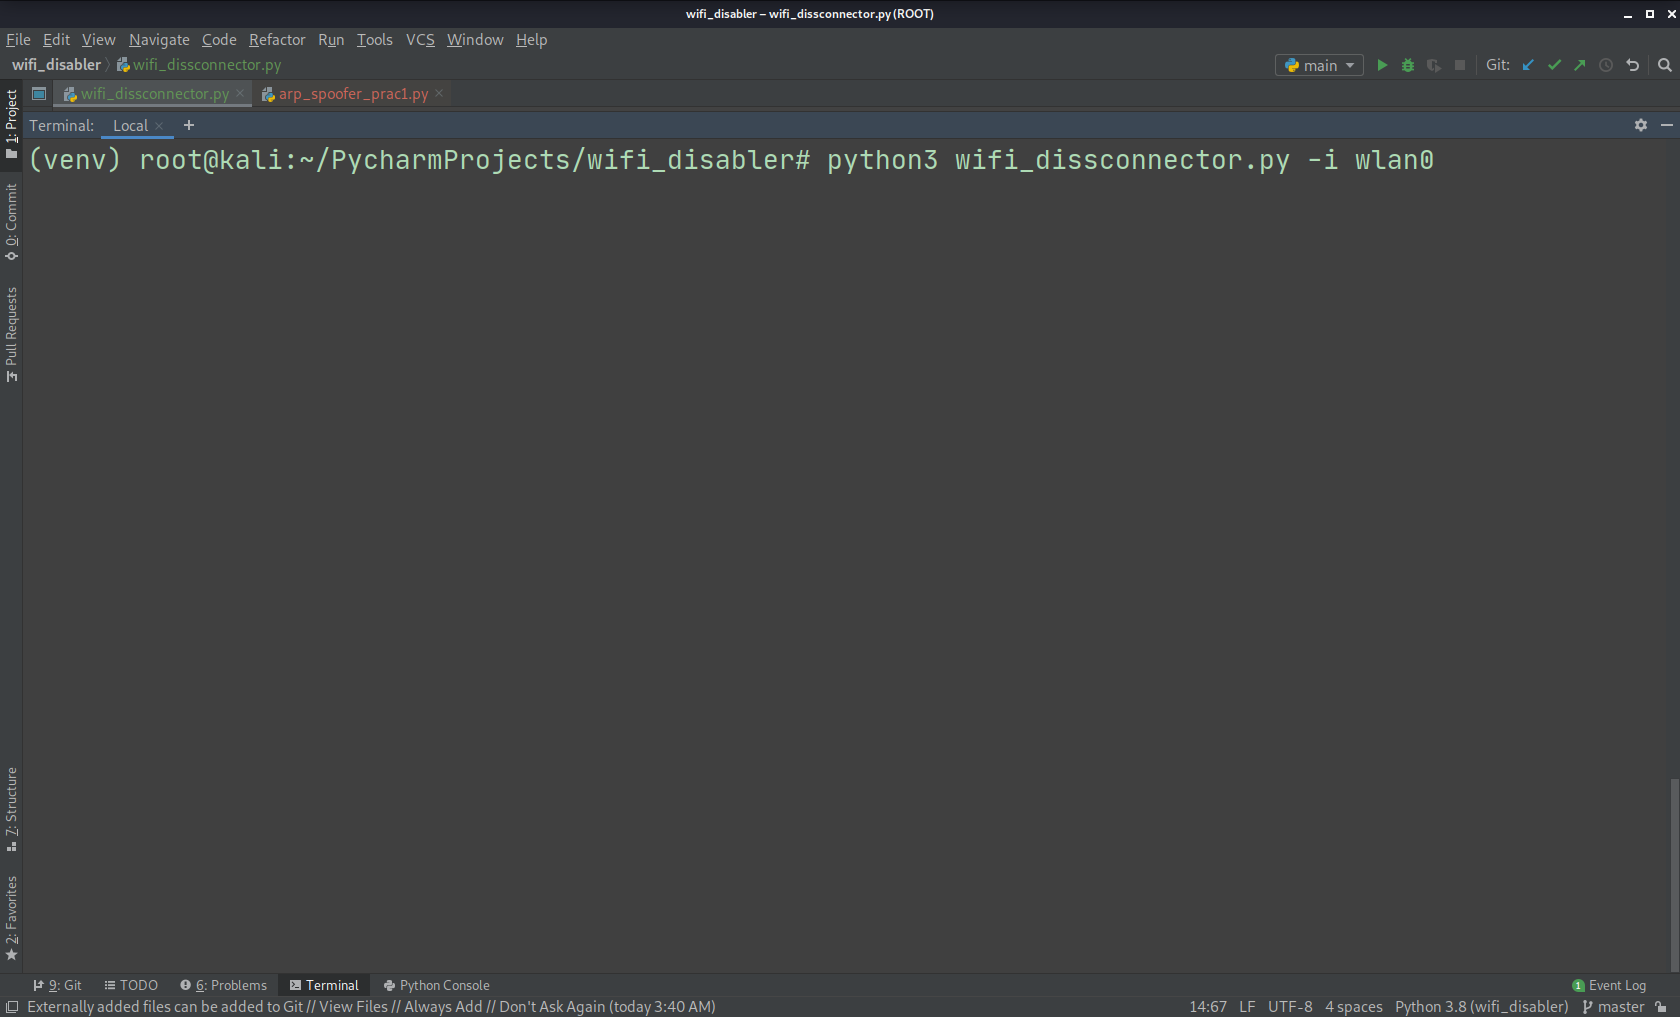 wifi_disabler – wifi_dissconnector.py (ROOT)
File Edit View Navigate Code Refactor Run Tools VCS Window Help
wifi_disabler wifi_dissconnector.py main Git:
wifi_dissconnector.py arp_spoofer_prac1.py
Terminal: Local +
(venv) root@kali:~/PycharmProjects/wifi_disabler# python3 wifi_dissconnector.py -i wlan0
1: Project
0: Commit
Pull Requests
7: Structure
2: Favorites
9: Git TODO 6: Problems Terminal Python Console 1 Event Log
Externally added files can be added to Git // View Files // Always Add // Don't Ask Again (today 3:40 AM) 14:67 LF UTF-8 4 spaces Python 3.8 (wifi_disabler) master